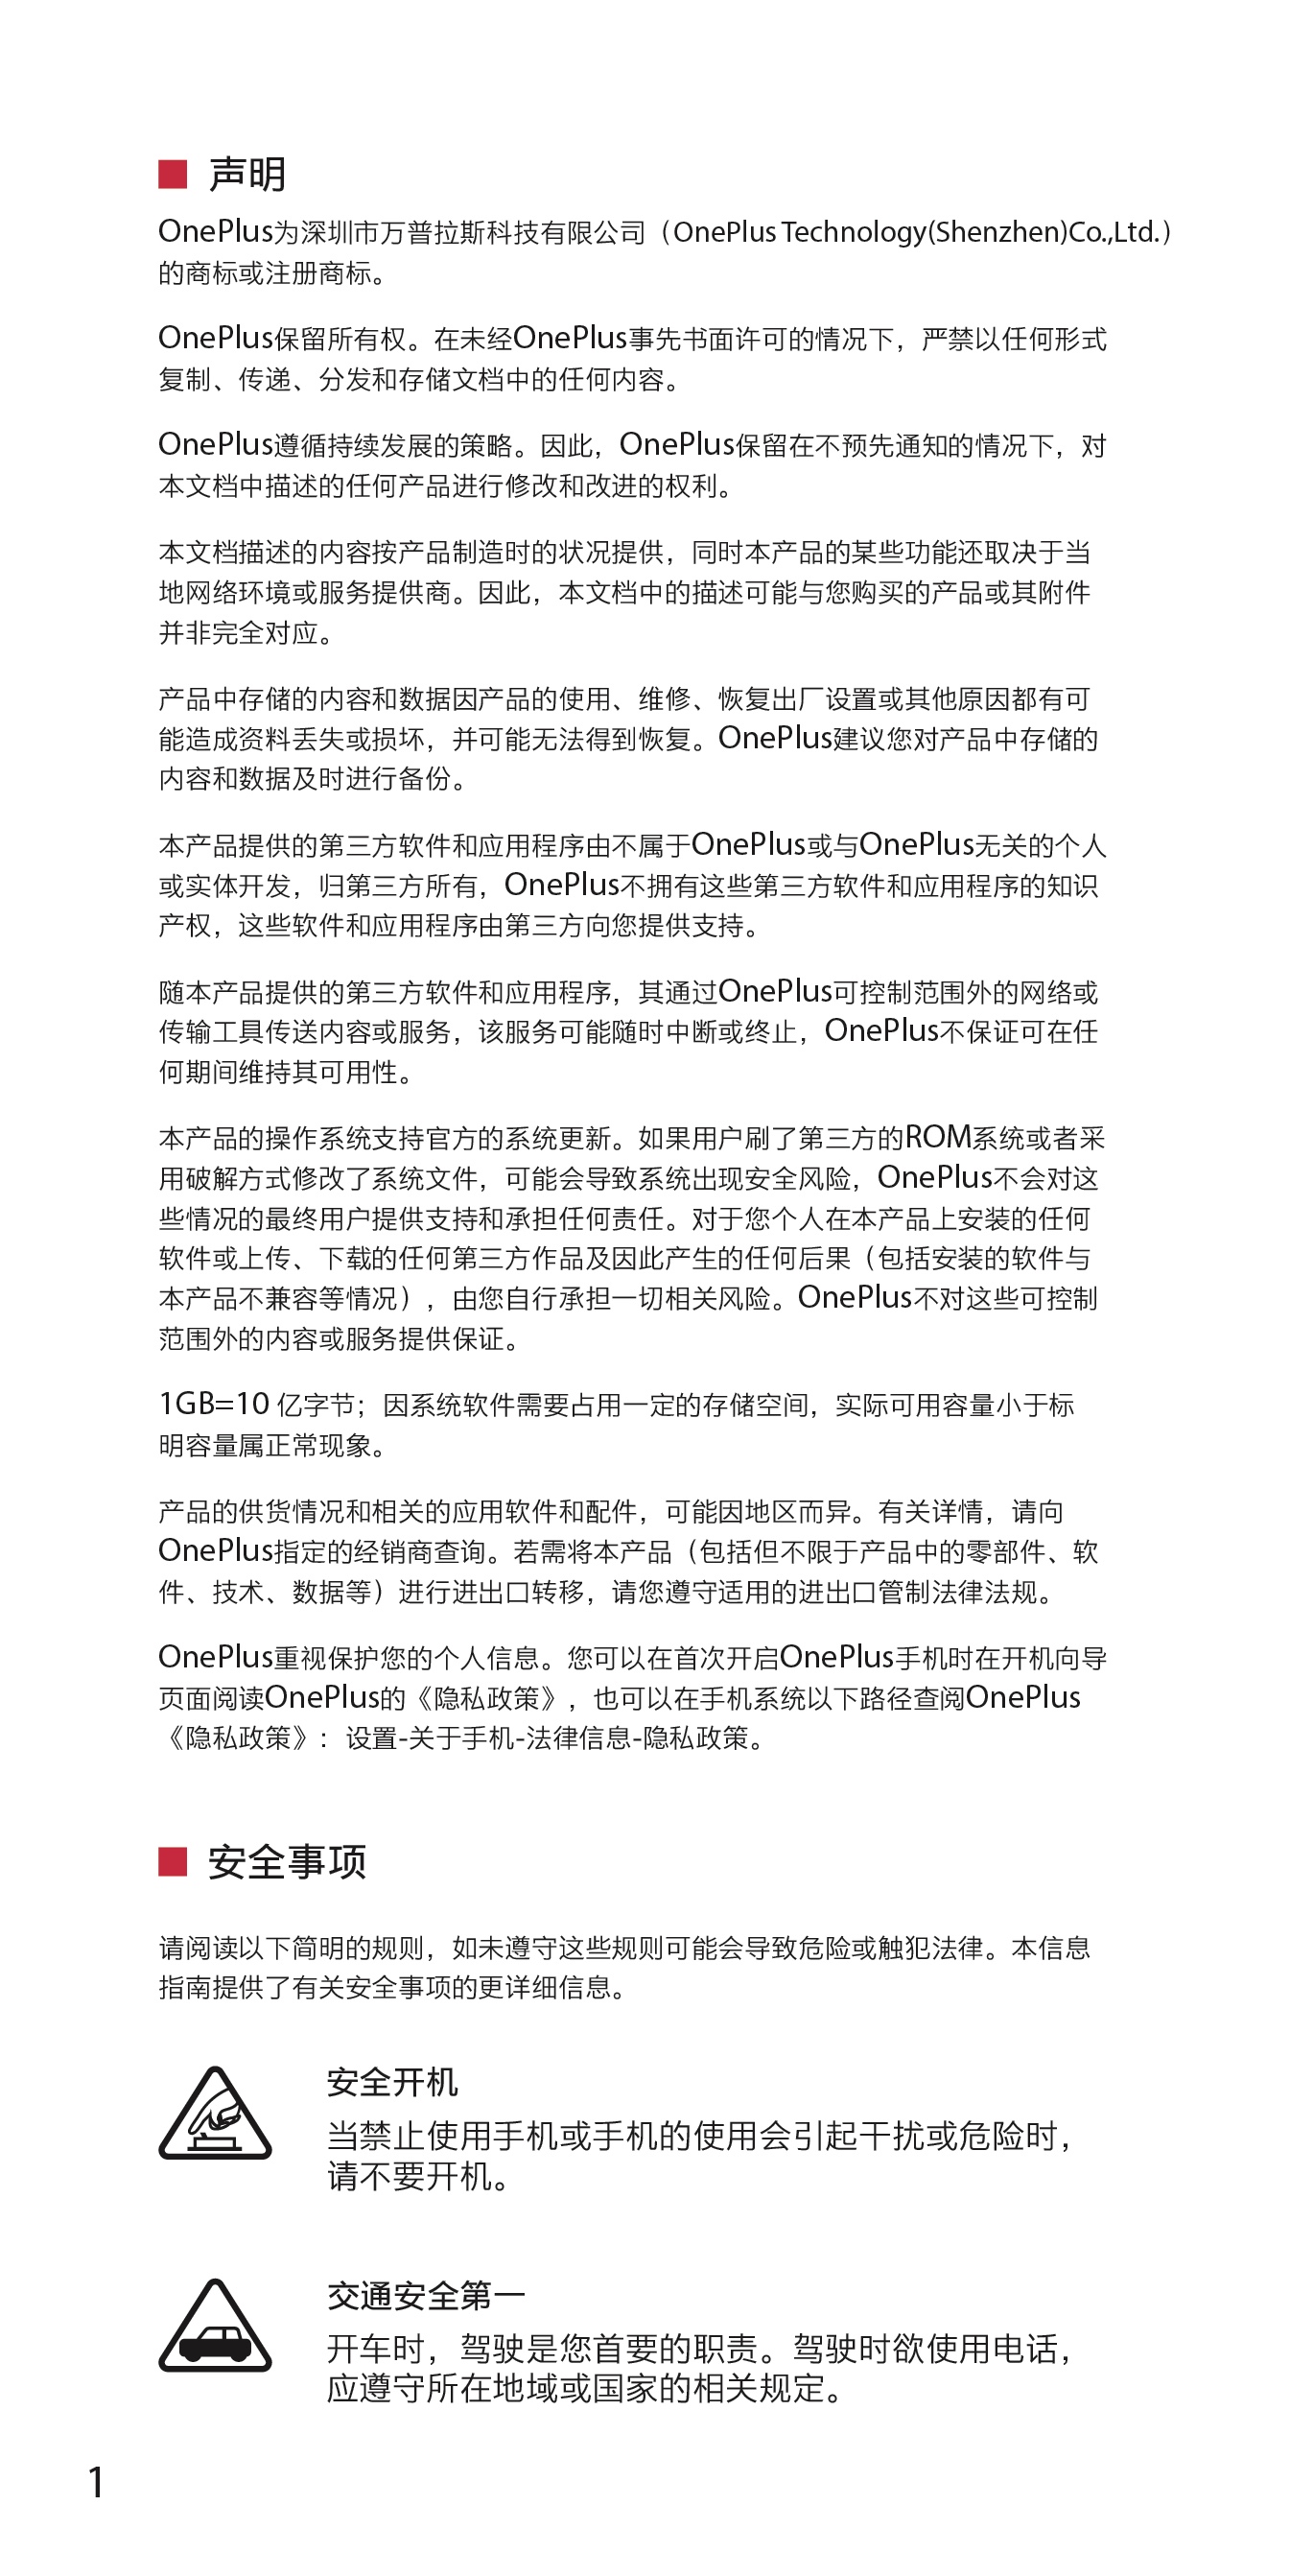 声明
OnePlus为深圳市万普拉斯科技有限公司（OnePlus Technology(Shenzhen)Co.,Ltd.）
的商标或注册商标。
OnePlus保留所有权。在未经OnePlus事先书面许可的情况下，严禁以任何形式
复制、传递、分发和存储文档中的任何内容。
OnePlus遵循持续发展的策略。因此，OnePlus保留在不预先通知的情况下，对
本文档中描述的任何产品进行修改和改进的权利。
本文档描述的内容按产品制造时的状况提供，同时本产品的某些功能还取决于当
地网络环境或服务提供商。因此，本文档中的描述可能与您购买的产品或其附件
并非完全对应。
产品中存储的内容和数据因产品的使用、维修、恢复出厂设置或其他原因都有可
能造成资料丢失或损坏，并可能无法得到恢复。OnePlus建议您对产品中存储的
内容和数据及时进行备份。
本产品提供的第三方软件和应用程序由不属于OnePlus或与OnePlus无关的个人
或实体开发，归第三方所有，OnePlus不拥有这些第三方软件和应用程序的知识
产权，这些软件和应用程序由第三方向您提供支持。
随本产品提供的第三方软件和应用程序，其通过OnePlus可控制范围外的网络或
传输工具传送内容或服务，该服务可能随时中断或终止，OnePlus不保证可在任
何期间维持其可用性。
本产品的操作系统支持官方的系统更新。如果用户刷了第三方的ROM系统或者采
用破解方式修改了系统文件，可能会导致系统出现安全风险，OnePlus不会对这
些情况的最终用户提供支持和承担任何责任。对于您个人在本产品上安装的任何
软件或上传、下载的任何第三方作品及因此产生的任何后果（包括安装的软件与
本产品不兼容等情况），由您自行承担一切相关风险。OnePlus不对这些可控制
范围外的内容或服务提供保证。
1GB=10 亿字节；因系统软件需要占用一定的存储空间，实际可用容量小于标
明容量属正常现象。
产品的供货情况和相关的应用软件和配件，可能因地区而异。有关详情，请向
OnePlus指定的经销商查询。若需将本产品（包括但不限于产品中的零部件、软
件、技术、数据等）进行进出口转移，请您遵守适用的进出口管制法律法规。
OnePlus重视保护您的个人信息。您可以在首次开启OnePlus手机时在开机向导
页面阅读OnePlus的《隐私政策》，也可以在手机系统以下路径查阅OnePlus
《隐私政策》：设置-关于手机-法律信息-隐私政策。
安全事项
请阅读以下简明的规则，如未遵守这些规则可能会导致危险或触犯法律。本信息
指南提供了有关安全事项的更详细信息。
安全开机
当禁止使用手机或手机的使用会引起干扰或危险时，
请不要开机。
交通安全第一
开车时，驾驶是您首要的职责。驾驶时欲使用电话，
应遵守所在地域或国家的相关规定。
1